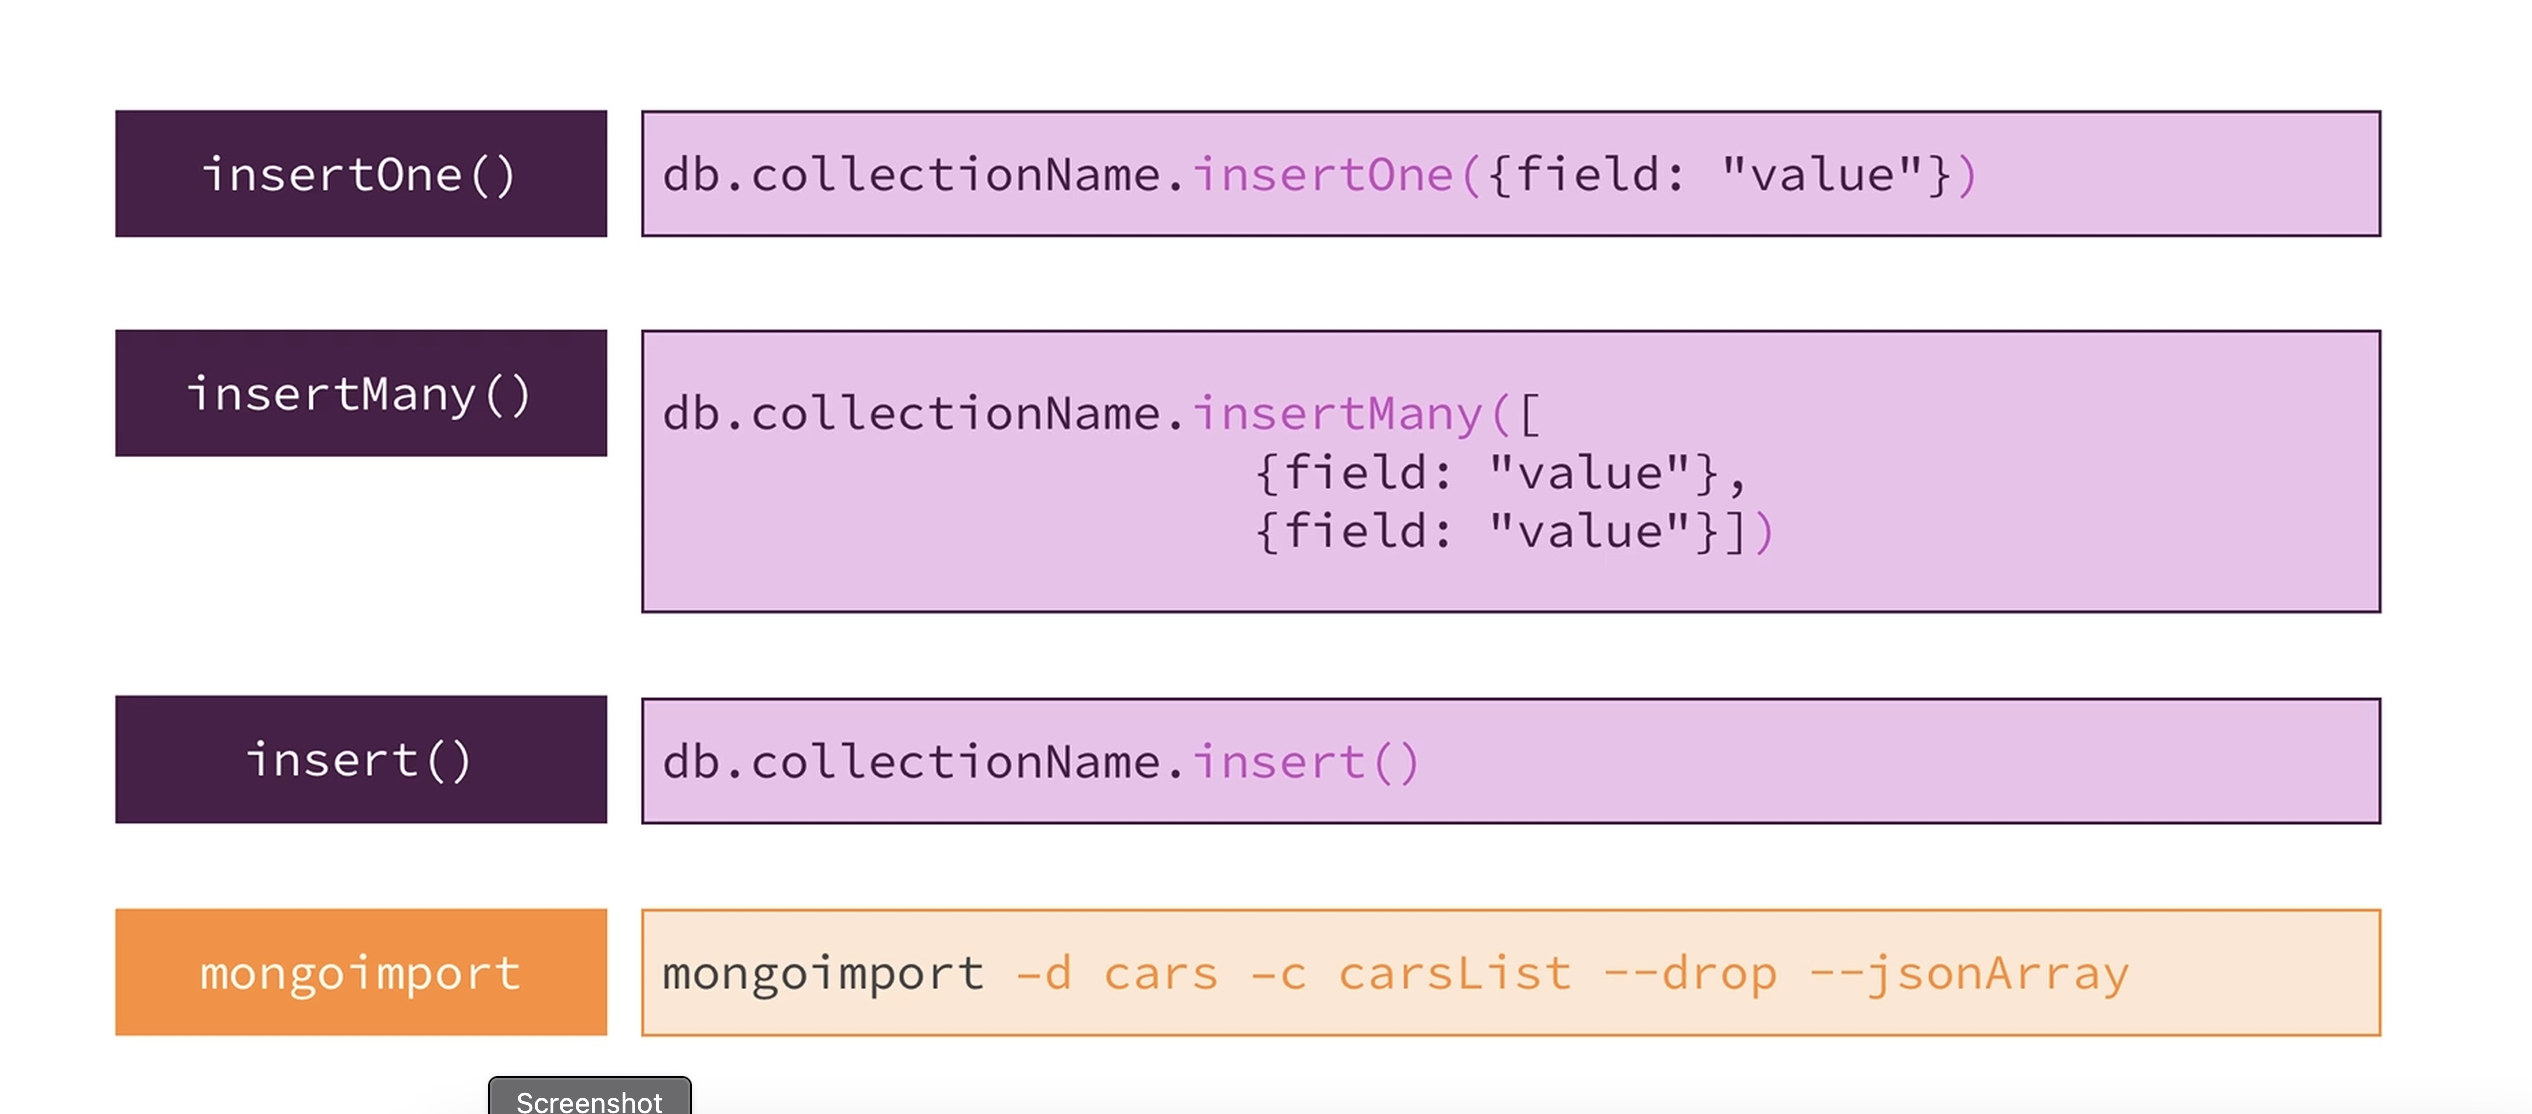 insertOne()
db.collectionName.insertOne({field: "value"})
insertMany()
db.collectionName.insertMany([
{field: "value"},
{field: "value"}])
insert()
db.collectionName.insert()
mongoimport
mongoimport –d cars –c carsList --drop --jsonArray
Screenshot